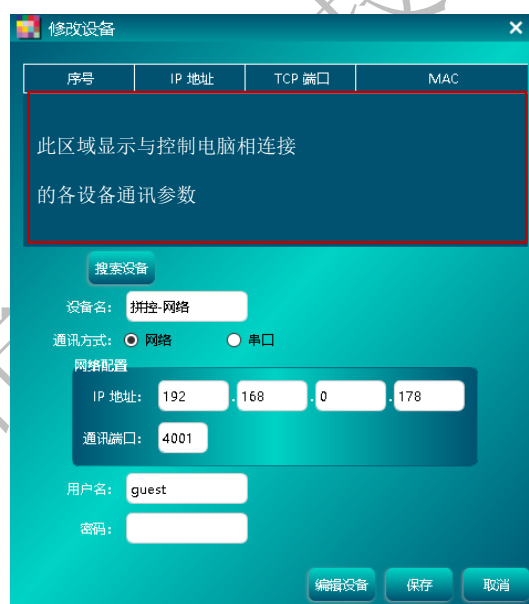 修改设备
序号 IP 地址 TCP 端口 MAC
此区域显示与控制电脑相连接
的各设备通讯参数
搜索设备
设备名: 拼控-网络
通讯方式: 网络 串口
网络配置
IP 地址: 192 . 168 . 0 . 178
通讯端口: 4001
用户名: guest
密码:
编辑设备 保存 取消